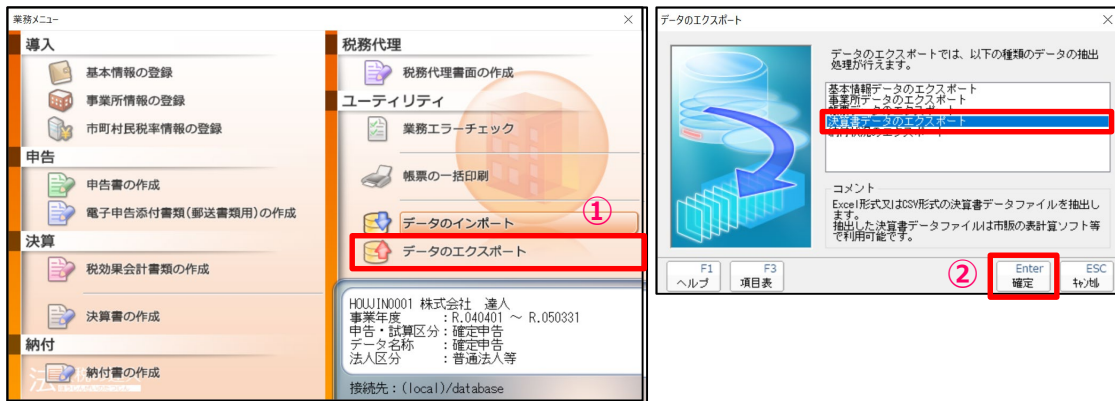 業務メニュー
導入
基本情報の登録
事業所情報の登録
市町村民税率情報の登録
申告
申告書の作成
電子申告添付書類(郵送書類用)の作成
決算
税効果会計書類の作成
決算書の作成
納付
納付書の作成
税務代理
税務代理書面の作成
ユーティリティ
業務エラーチェック
帳票の一括印刷
①
データのインポート
データのエクスポート
HOUJIN0001 株式会社 達人
事業年度 :R.040401 ～ R.050331
申告・試算区分:確定申告
データ名称 :確定申告
法人区分 :普通法人等
接続先:(local)/database
データのエクスポート
データのエクスポートでは、以下の種類のデータの抽出
処理が行えます。
基本情報データのエクスポート
事業所データのエクスポート
決算書データのエクスポート
コメント
Excel形式又はCSV形式の決算書データファイルを抽出し
ます。
抽出した決算書データファイルは市販の表計算ソフト等
で利用可能です。
F1
ヘルプ
F3
項目表
②
Enter
確定
ESC
キャンセル